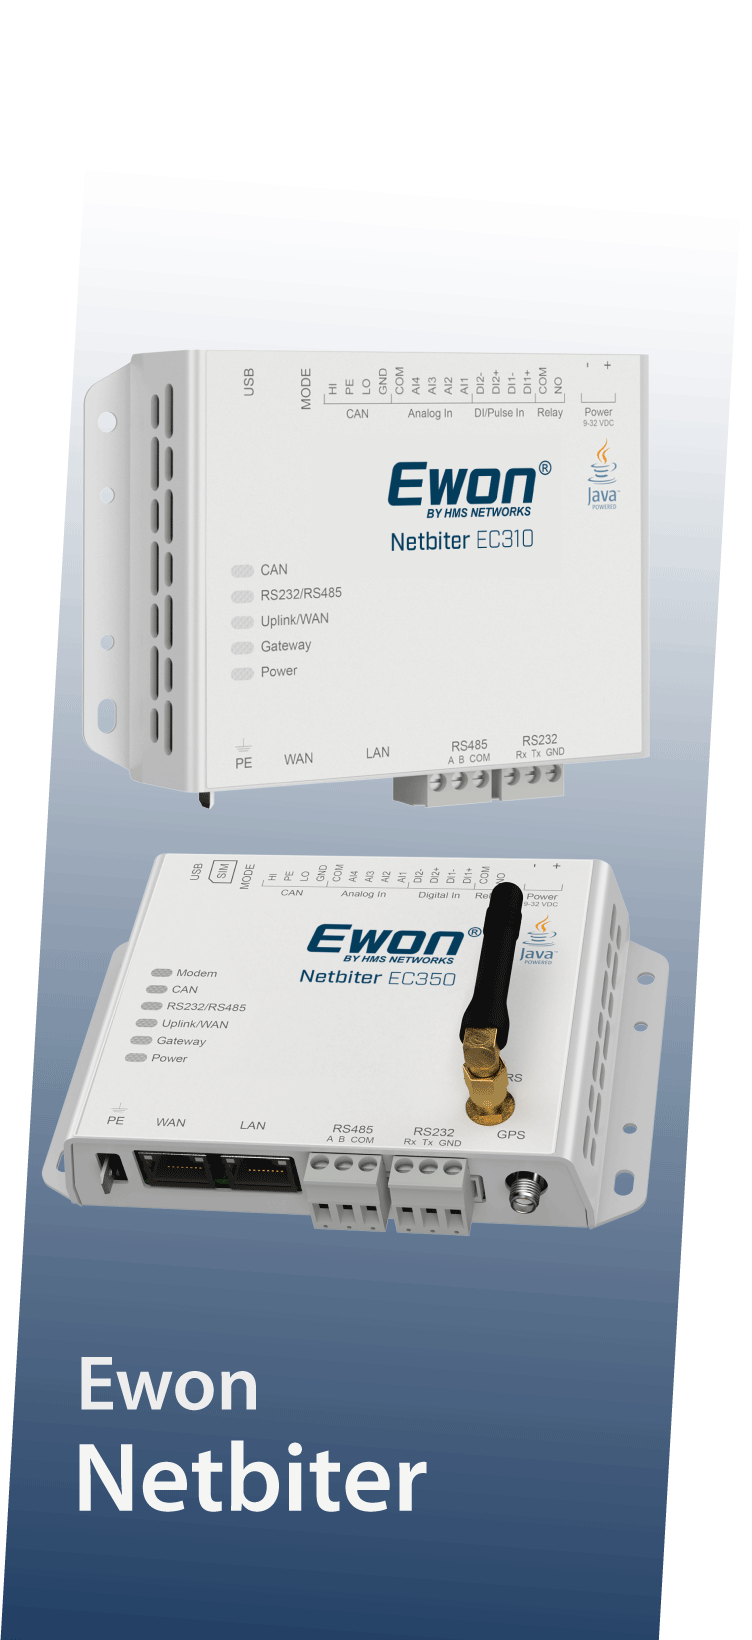 USB
MODE
HI PE LO GND COM AI4 AI3 AI2 AI1 DI2- DI2+ DI1- DI1+ COM NO - +
CAN Analog In DI/Pulse In Relay Power
9-32 VDC
Ewon®
BY HMS NETWORKS
Netbiter EC310
Java™
POWERED
CAN
RS232/RS485
Uplink/WAN
Gateway
Power
PE WAN LAN RS485 RS232
A B COM Rx Tx GND
USB SIM MODE
HI PE LO GND COM AI4 AI3 AI2 AI1 DI2- DI2+ DI1- DI1+ COM NO - +
CAN Analog In Digital In Power
9-32 VDC
Ewon®
BY HMS NETWORKS
Netbiter EC350
Java™
POWERED
Modem
CAN
RS232/RS485
Uplink/WAN
Gateway
Power
PE WAN LAN RS485 RS232 GPS
A B COM Rx Tx GND
Ewon
Netbiter